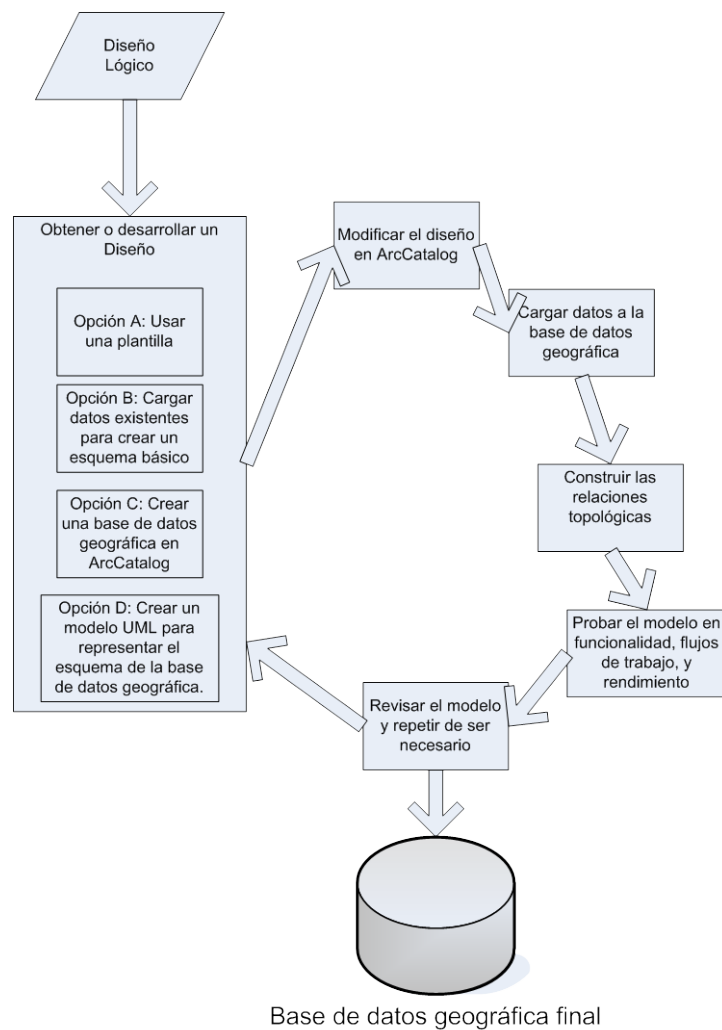 Diseño
Lógico
Obtener o desarrollar un
Diseño
Opción A: Usar
una plantilla
Opción B: Cargar
datos existentes
para crear un
esquema básico
Opción C: Crear
una base de datos
geográfica en
ArcCatalog
Opción D: Crear un
modelo UML para
representar el
esquema de la base
de datos geográfica.
Modificar el diseño
en ArcCatalog
Cargar datos a la
base de datos
geográfica
Construir las
relaciones
topológicas
Probar el modelo en
funcionalidad, flujos
de trabajo, y
rendimiento
Revisar el modelo
y repetir de ser
necesario
Base de datos geográfica final